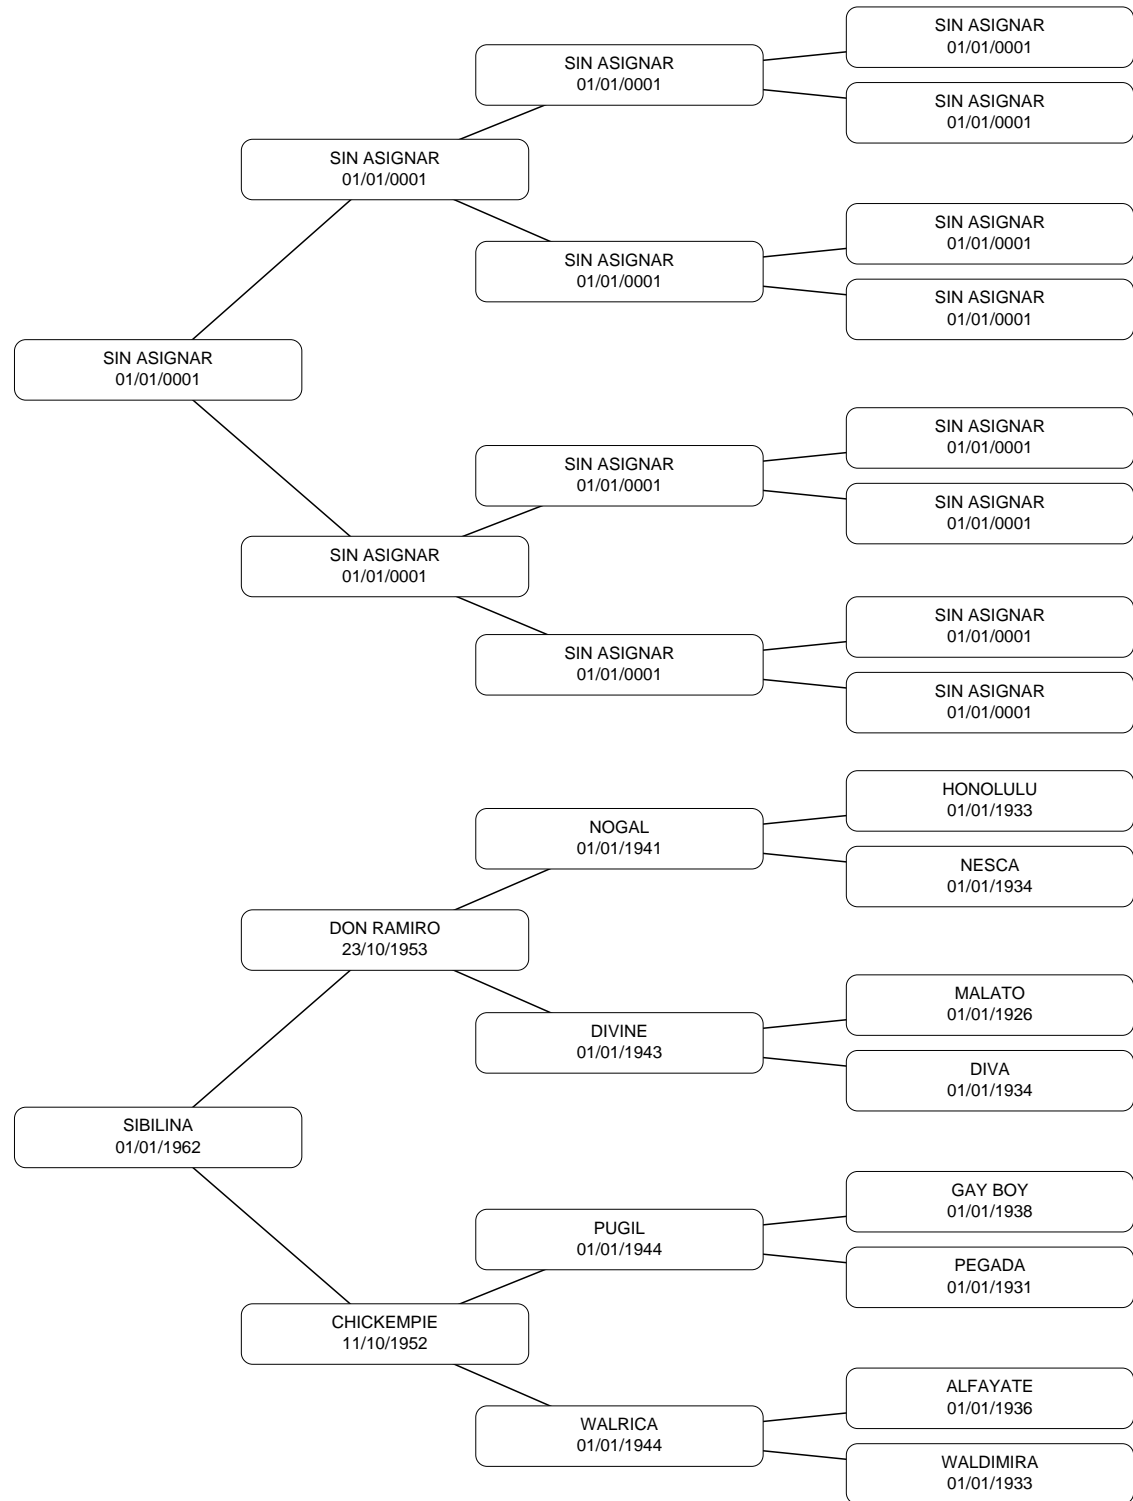 SIN ASIGNAR
01/01/0001
SIN ASIGNAR
01/01/0001
SIN ASIGNAR
01/01/0001
SIN ASIGNAR
01/01/0001
SIN ASIGNAR
01/01/0001
SIN ASIGNAR
01/01/0001
SIN ASIGNAR
01/01/0001
SIN ASIGNAR
01/01/0001
SIN ASIGNAR
01/01/0001
SIN ASIGNAR
01/01/0001
SIN ASIGNAR
01/01/0001
SIN ASIGNAR
01/01/0001
SIN ASIGNAR
01/01/0001
SIN ASIGNAR
01/01/0001
SIN ASIGNAR
01/01/0001
HONOLULU
01/01/1933
NOGAL
01/01/1941
NESCA
01/01/1934
DON RAMIRO
23/10/1953
MALATO
01/01/1926
DIVINE
01/01/1943
DIVA
01/01/1934
SIBILINA
01/01/1962
GAY BOY
01/01/1938
PUGIL
01/01/1944
PEGADA
01/01/1931
CHICKEMPIE
11/10/1952
ALFAYATE
01/01/1936
WALRICA
01/01/1944
WALDIMIRA
01/01/1933